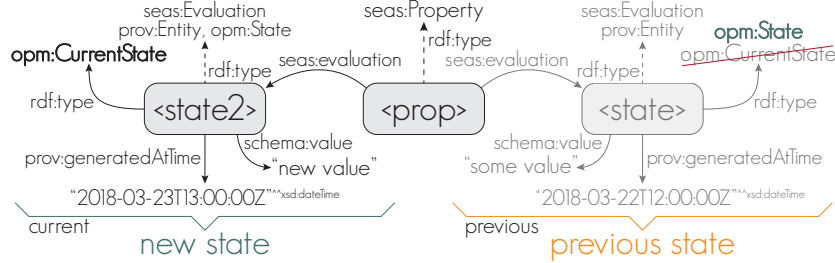 seas:Evaluation
prov:Entity, opm:State
seas:Property
seas:Evaluation
prov:Entity
opm:State
opm:CurrentState
opm:CurrentState
rdf:type
rdf:type
seas:evaluation
rdf:type
seas:evaluation
rdf:type
rdf:type
rdf:type
<state2>
<prop>
<state>
prov:generatedAtTime
schema:value
"new value"
schema:value
"some value"
prov:generatedAtTime
"2018-03-23T13:00:00Z"^^xsd:dateTime
"2018-03-22T12:00:00Z"^^xsd:dateTime
current
new state
previous
previous state